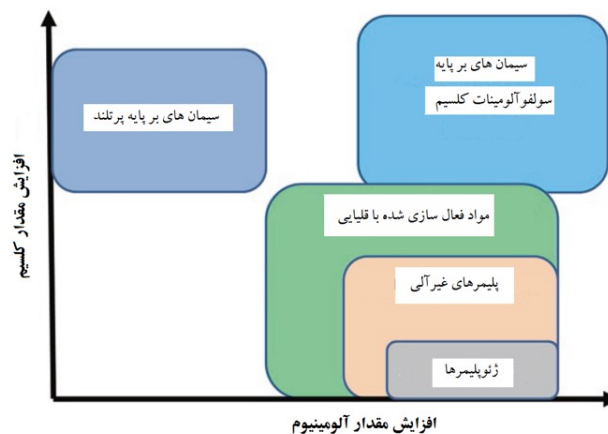 سیمان های بر پایه
سولفوآلومینات کلسیم
سیمان های بر پایه پرتلند
مواد فعال سازی شده با قلیایی
پلیمرهای غیرآلی
ژئوپلیمرها
افزایش مقدار کلسیم
افزایش مقدار آلومینیوم